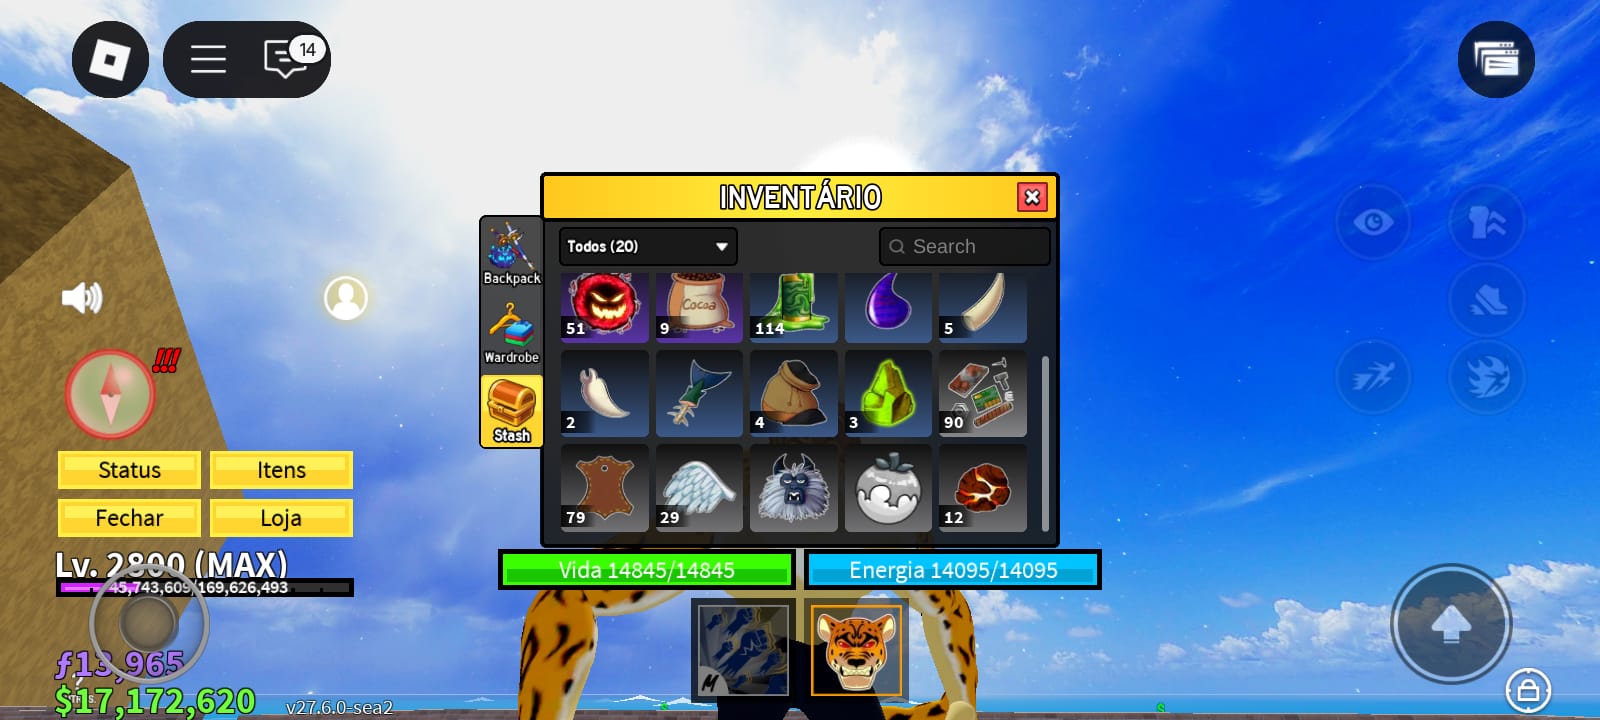 14
INVENTÁRIO
Todos (20)
Search
Backpack
Wardrobe
Stash
51
9
Cocoa
114
5
2
4
3
90
79
29
12
!!!
Status
Itens
Fechar
Loja
Lv. 2800 (MAX)
45,743,609/169,626,493
Vida 14845/14845
Energia 14095/14095
M
ƒ13,965
$17,172,620
v27.6.0-sea2